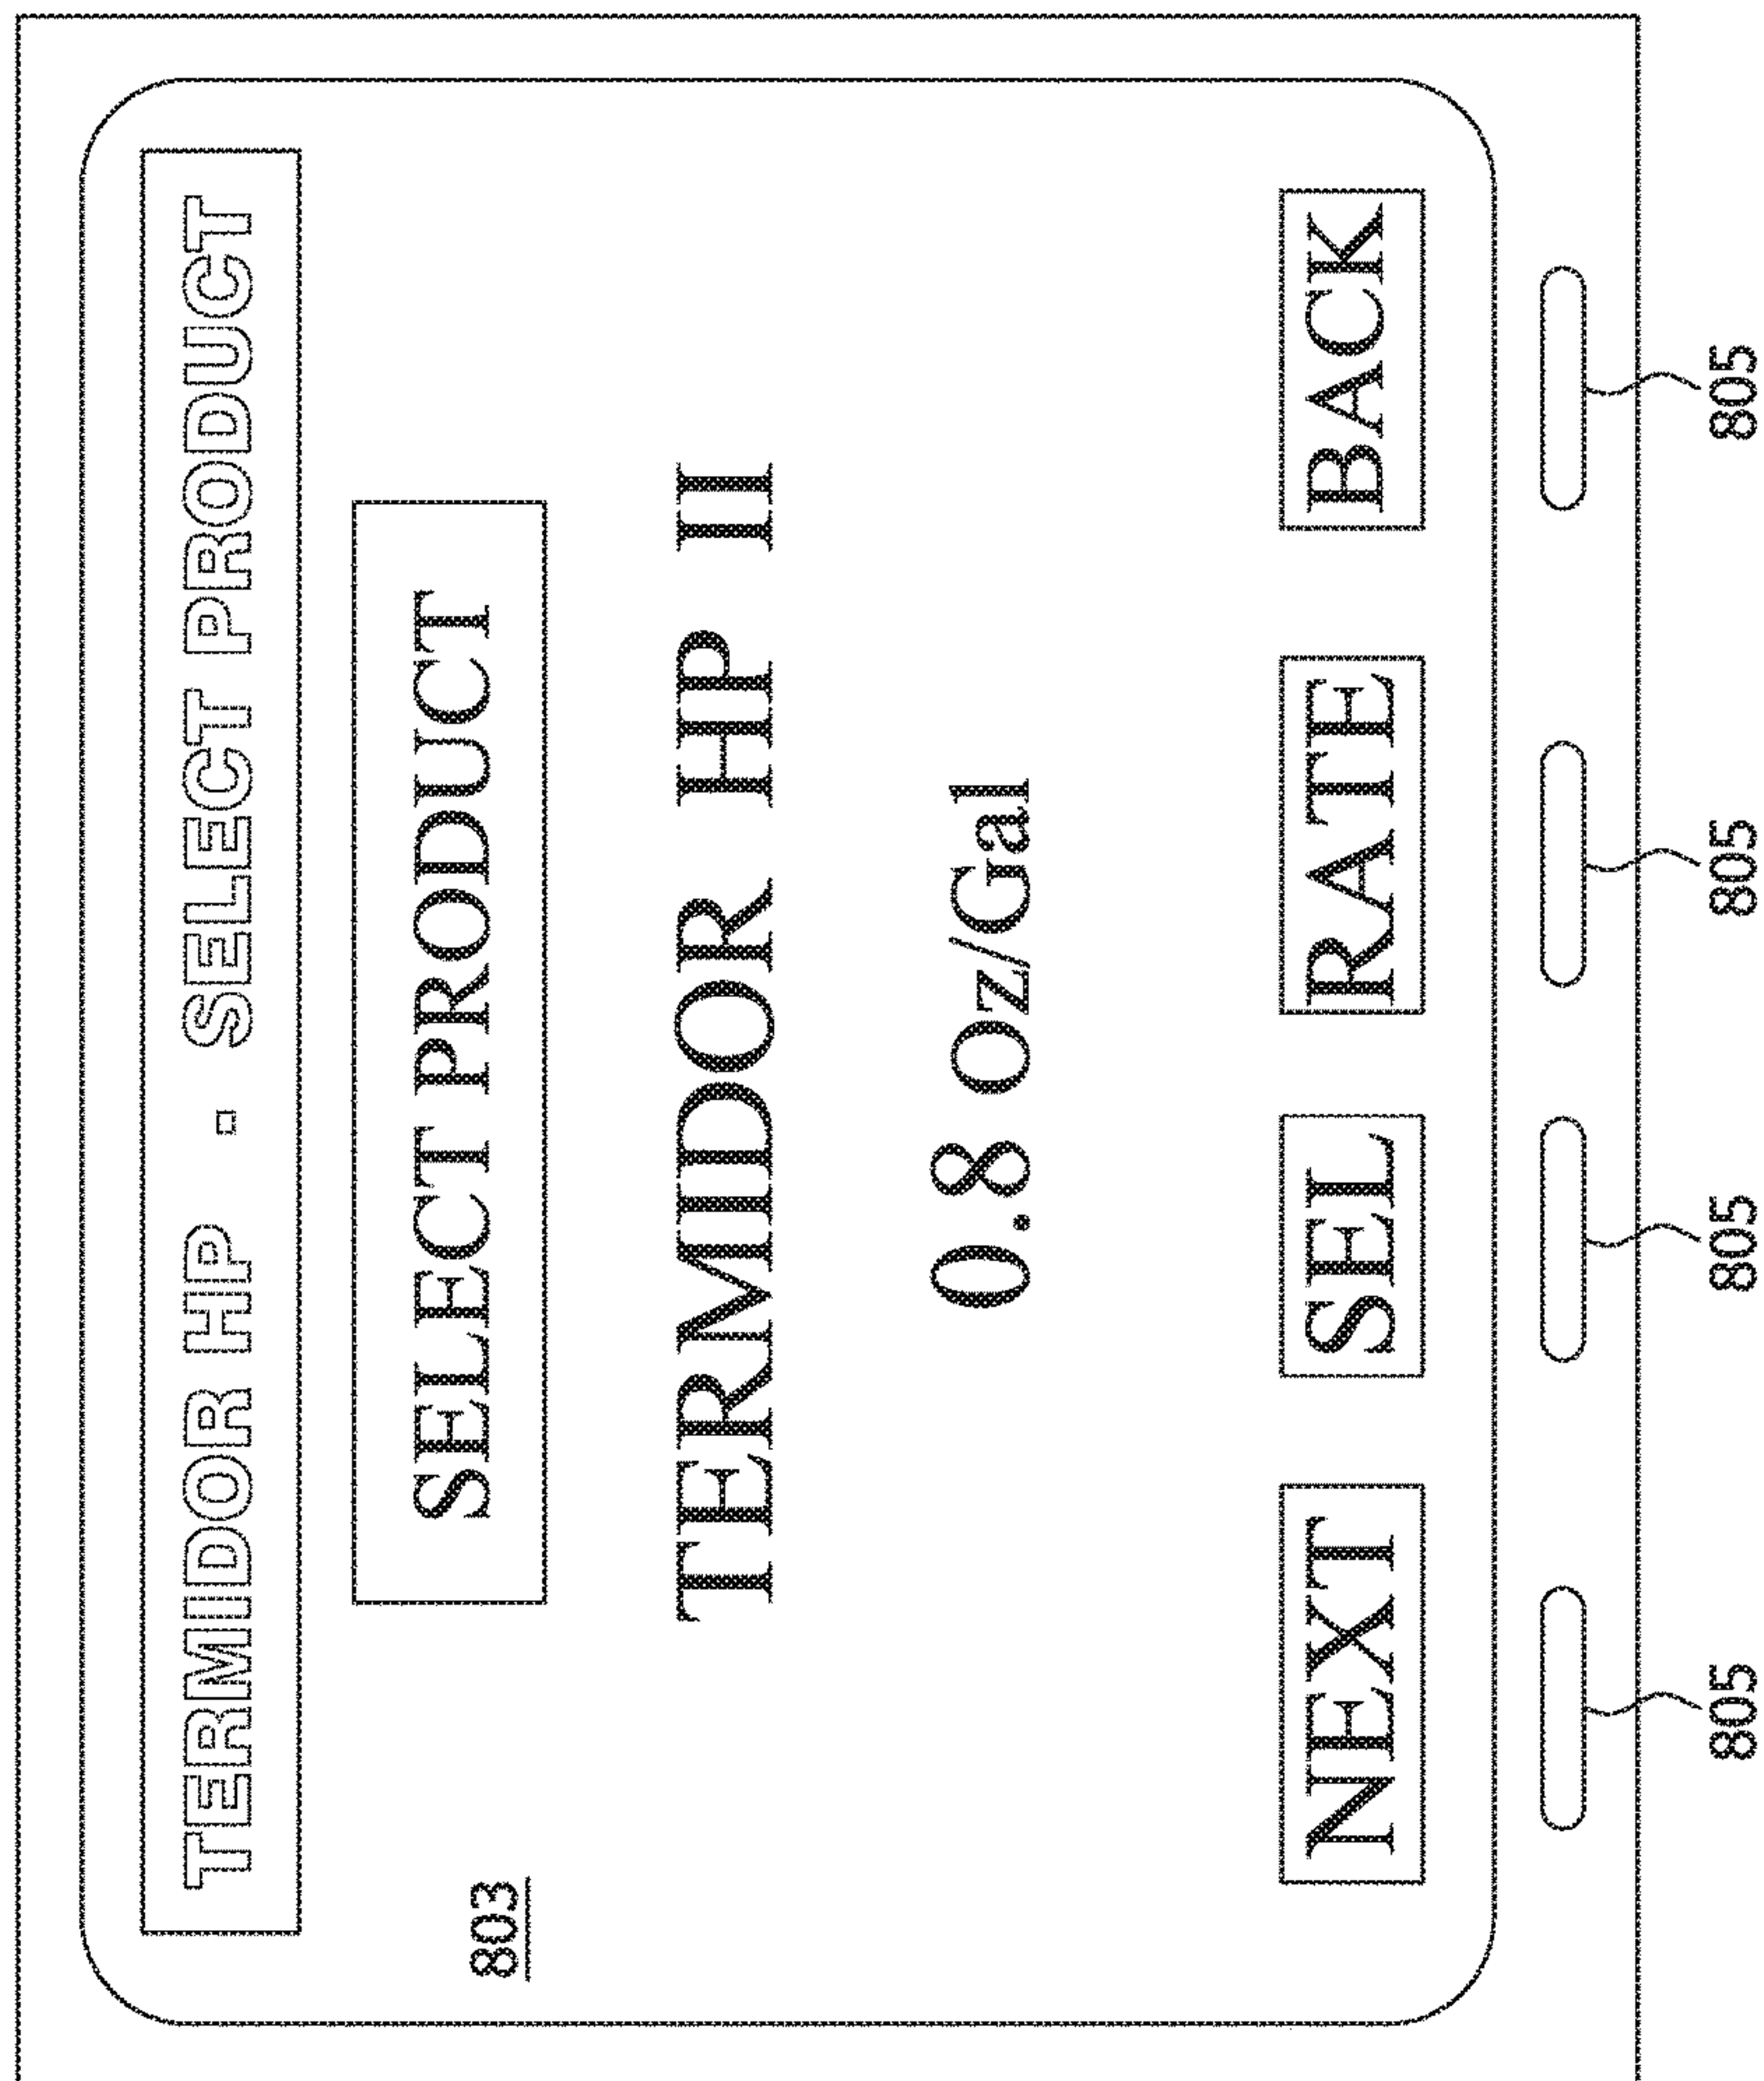 TERMIDOR HP - SELECT PRODUCT
SELECT PRODUCT
803
TERMIDOR HP II
0.8 Oz/Gal
NEXT SEL RATE BACK
805 805 805 805